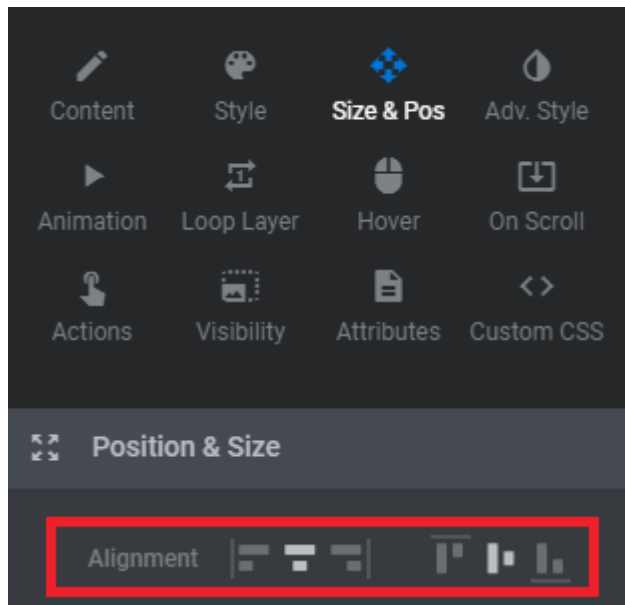 Content Style Size & Pos Adv. Style
1
Animation Loop Layer Hover On Scroll
Actions Visibility Attributes Custom CSS
Position & Size
Alignment